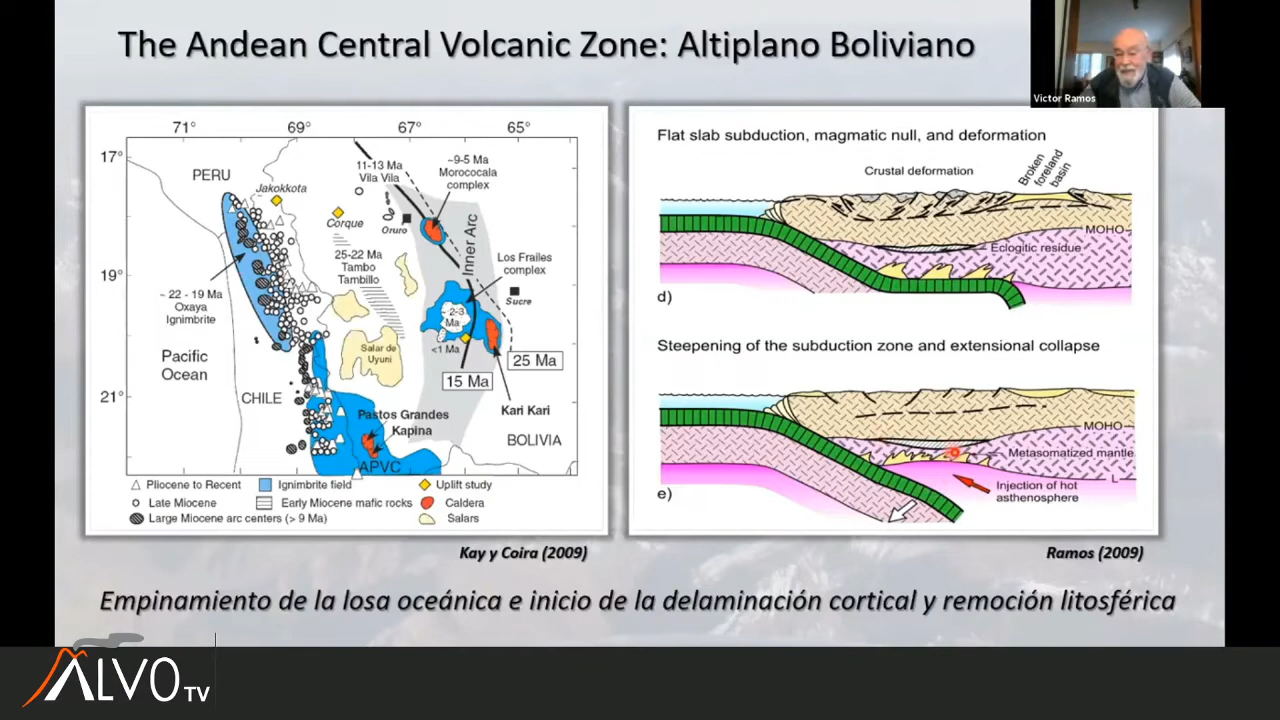 The Andean Central Volcanic Zone: Altiplano Boliviano
Victor Ramos
71°
69°
67°
65°
17°
19°
21°
PERU
Jakokkota
Corque
11-13 Ma
Vila Vila
~9-5 Ma
Morococala
complex
Oruro
Inner Arc
25-22 Ma
Tambo
Tambillo
Los Frailes
complex
Sucre
~ 22 - 19 Ma
Oxaya
Ignimbrite
~2-3
Ma
<1 Ma
Pacific
Ocean
Salar de
Uyuni
25 Ma
15 Ma
CHILE
Kari Kari
Pastos Grandes
Kapina
BOLIVIA
APVC
Pliocene to Recent
Ignimbrite field
Uplift study
Late Miocene
Early Miocene mafic rocks
Caldera
Large Miocene arc centers (> 9 Ma)
Salars
Kay y Coira (2009)
Flat slab subduction, magmatic null, and deformation
Crustal deformation
Broken
foreland
basin
MOHO
Eclogitic residue
d)
Steepening of the subduction zone and extensional collapse
MOHO
Metasomatized mantle
L
Injection of hot
asthenosphere
e)
Ramos (2009)
Empinamiento de la losa oceánica e inicio de la delaminación cortical y remoción litosférica
ALVO TV